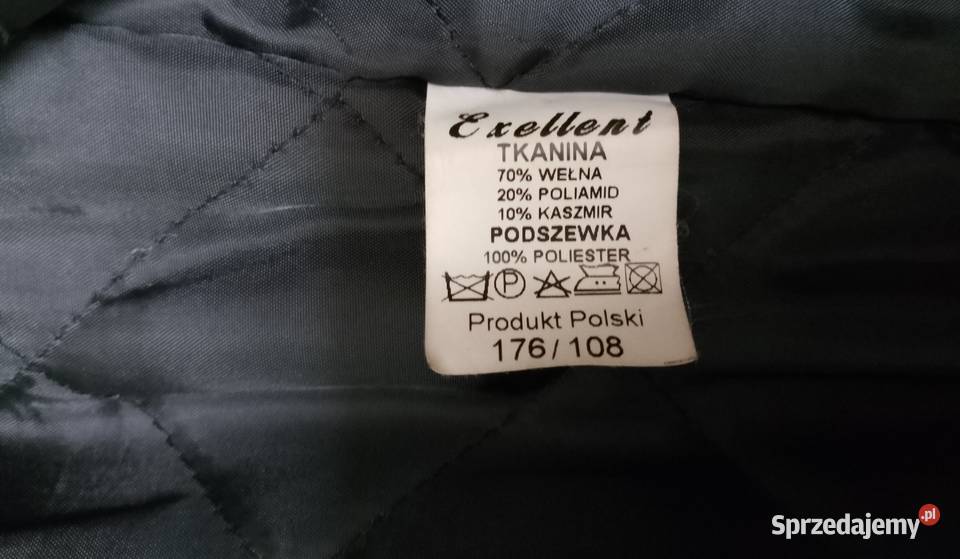 Exellent
TKANINA
70% WEŁNA
20% POLIAMID
10% KASZMIR
PODSZEWKA
100% POLIESTER
P
Produkt Polski
176/108
Sprzedajemy.pl